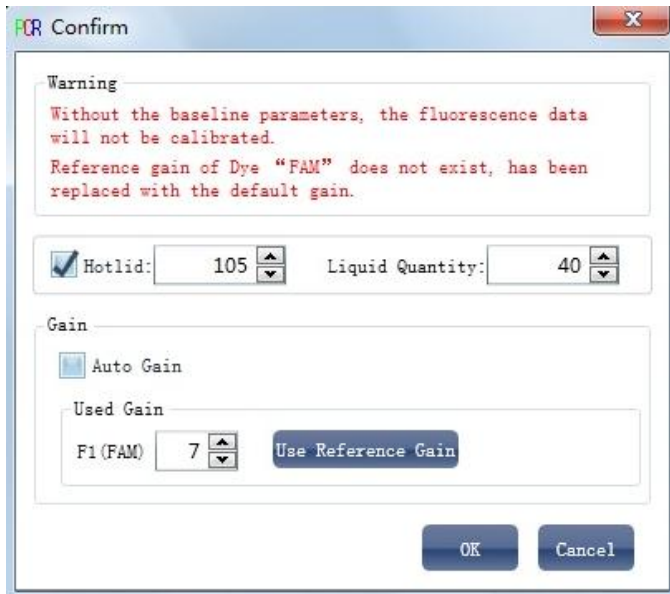 PCR Confirm
Warning
Without the baseline parameters, the fluorescence data
will not be calibrated.
Reference gain of Dye “FAM” does not exist, has been
replaced with the default gain.
Hotlid: 105 Liquid Quantity: 40
Gain
Auto Gain
Used Gain
F1(FAM) 7 Use Reference Gain
OK Cancel